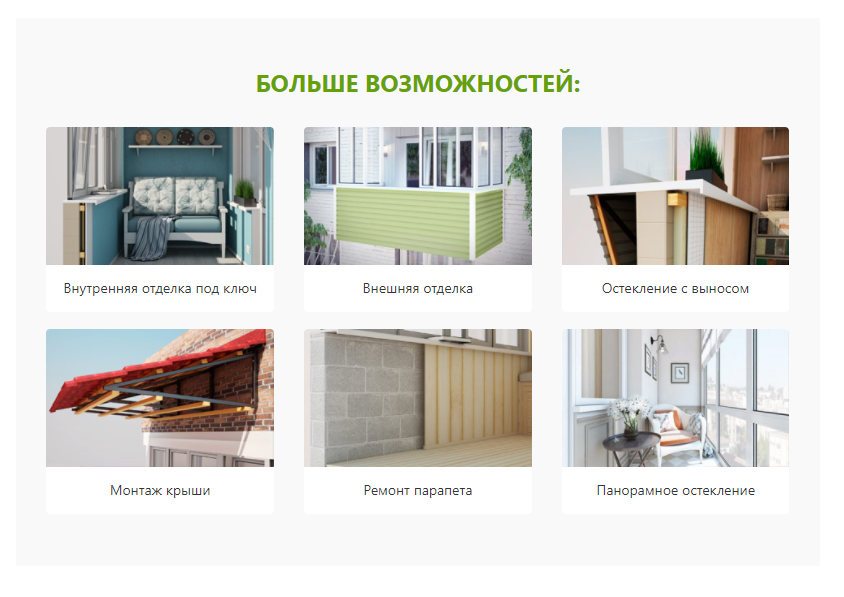 БОЛЬШЕ ВОЗМОЖНОСТЕЙ:
Внутренняя отделка под ключ
Внешняя отделка
Остекление с выносом
Монтаж крыши
Ремонт парапета
Панорамное остекление